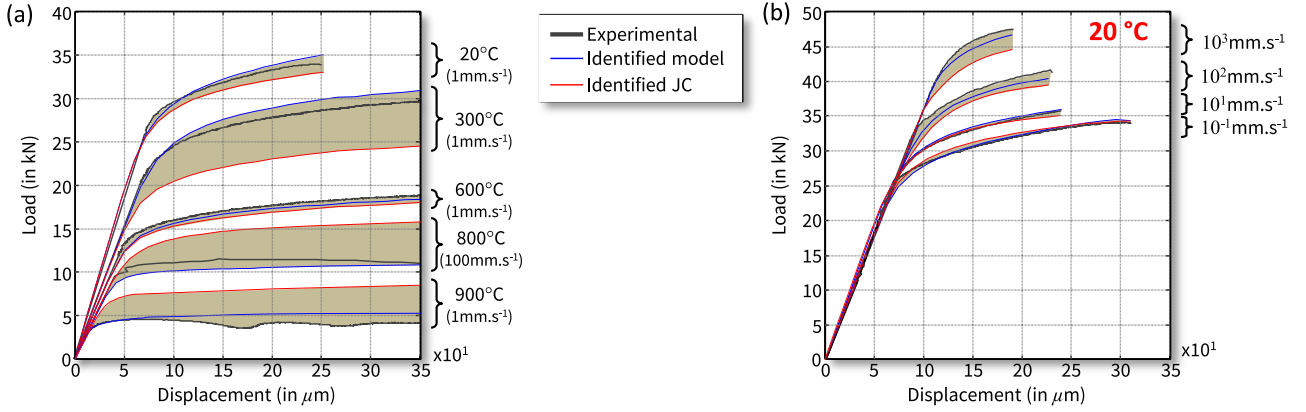 (a)
40
35
30
25
20
15
10
5
0
Load (in kN)
0 5 10 15 20 25 30 35
x10¹
Displacement (in μm)
20°C
(1mm.s⁻¹)
300°C
(1mm.s⁻¹)
600°C
(1mm.s⁻¹)
800°C
(100mm.s⁻¹)
900°C
(1mm.s⁻¹)
Experimental
Identified model
Identified JC
(b)
20 °C
50
45
40
35
30
25
20
15
10
5
0
Load (in kN)
0 5 10 15 20 25 30 35
x10¹
Displacement (in μm)
10³mm.s⁻¹
10²mm.s⁻¹
10¹mm.s⁻¹
10⁻¹mm.s⁻¹